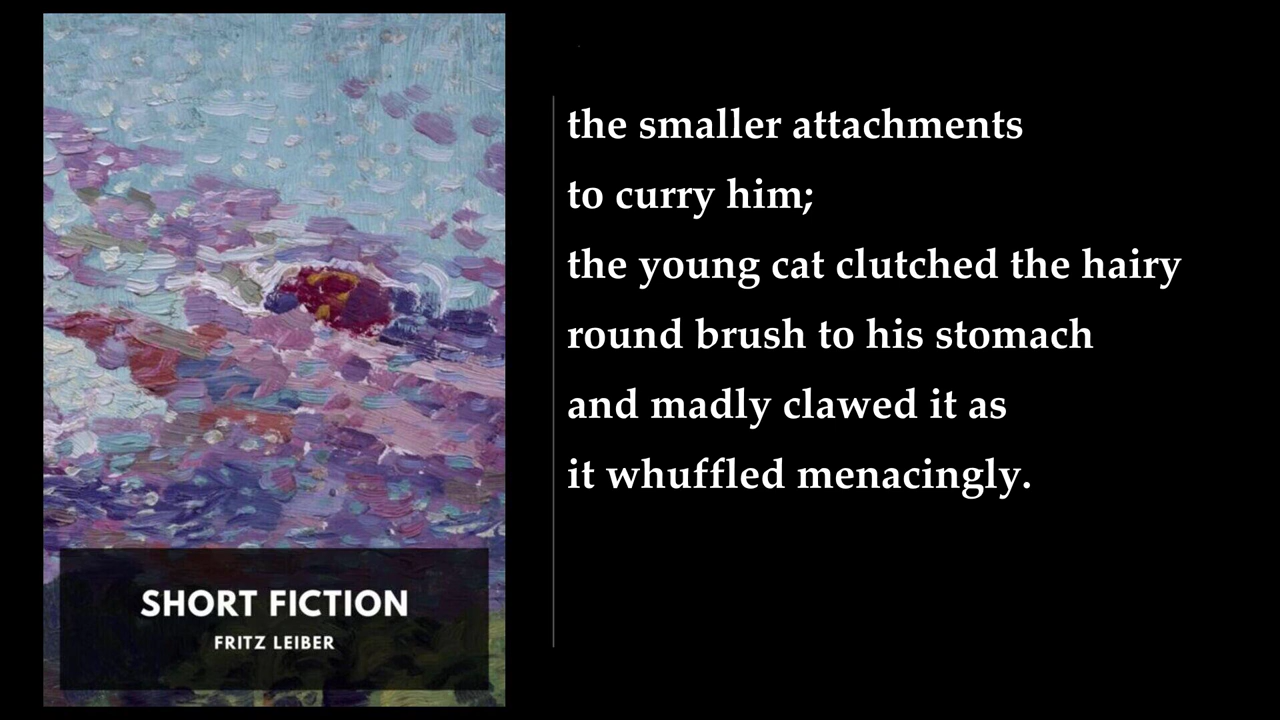 SHORT FICTION
FRITZ LEIBER
the smaller attachments
to curry him;
the young cat clutched the hairy
round brush to his stomach
and madly clawed it as
it whuffled menacingly.